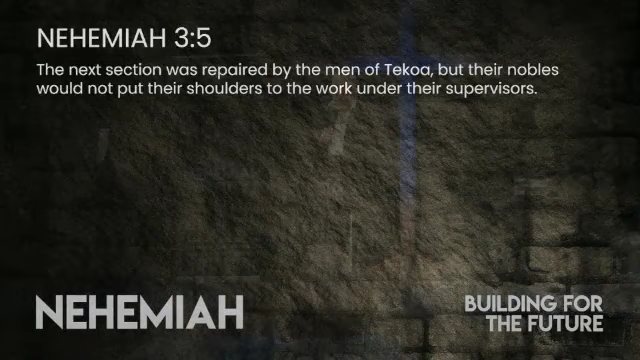 NEHEMIAH 3:5
The next section was repaired by the men of Tekoa, but their nobles
would not put their shoulders to the work under their supervisors.
NEHEMIAH
BUILDING FOR
THE FUTURE